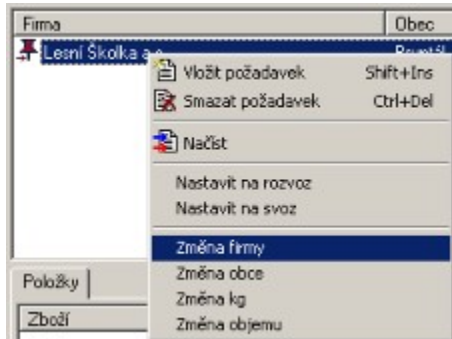 Firma Obec
Lesní Školka a.s. Bruntál
Vložit požadavek Shift+Ins
Smazat požadavek Ctrl+Del
Načíst
Nastavit na rozvoz
Nastavit na svoz
Změna firmy
Změna obce
Změna kg
Změna objemu
Položky
Zboží